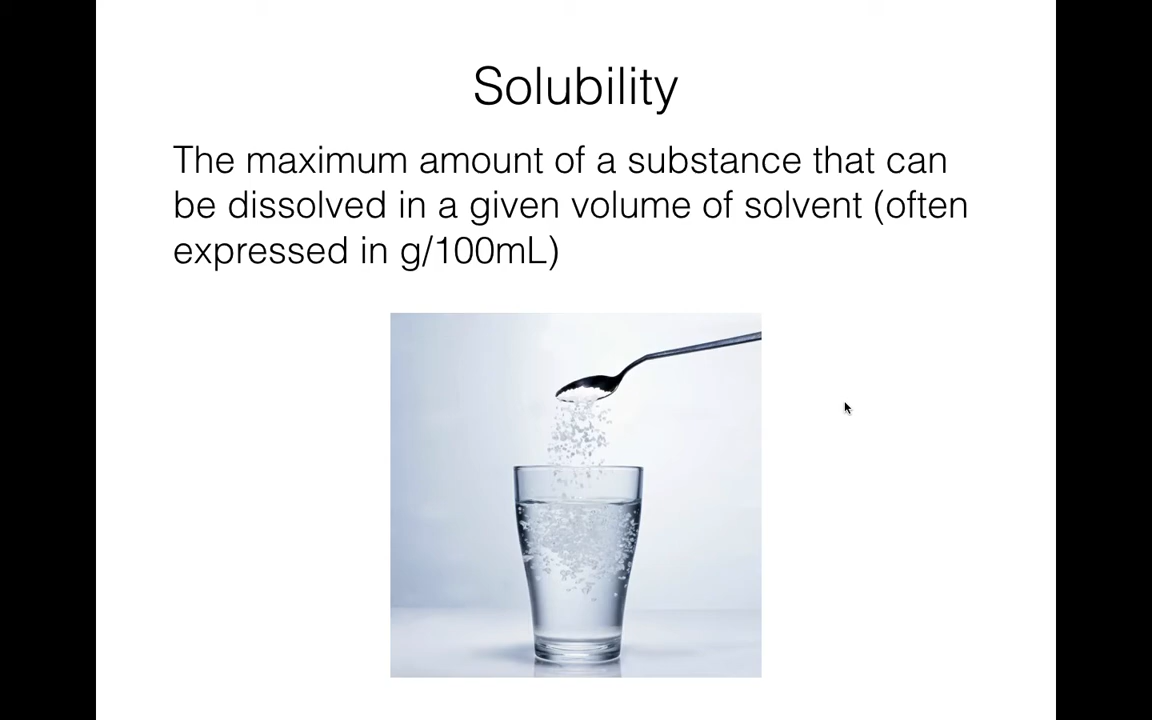 Solubility
The maximum amount of a substance that can
be dissolved in a given volume of solvent (often
expressed in g/100mL)